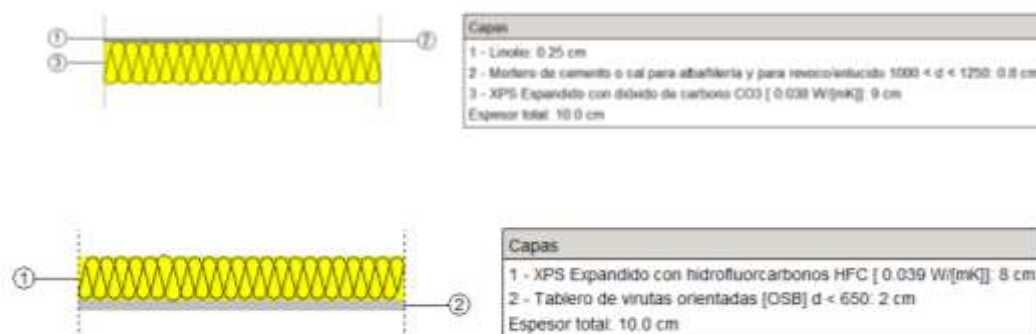 ①
②
③
Capas
1 - Linolio: 0.25 cm
2 - Mortero de cemento o cal para albañilería y para revoco/enlucido 1000 < d < 1250: 0.8 cm
3 - XPS Expandido con dióxido de carbono CO3 [ 0.038 W/[mK]]: 9 cm
Espesor total: 10.0 cm
①
②
Capas
1 - XPS Expandido con hidrofluorcarbonos HFC [ 0.039 W/[mK]]: 8 cm
2 - Tablero de virutas orientadas [OSB] d < 650: 2 cm
Espesor total: 10.0 cm